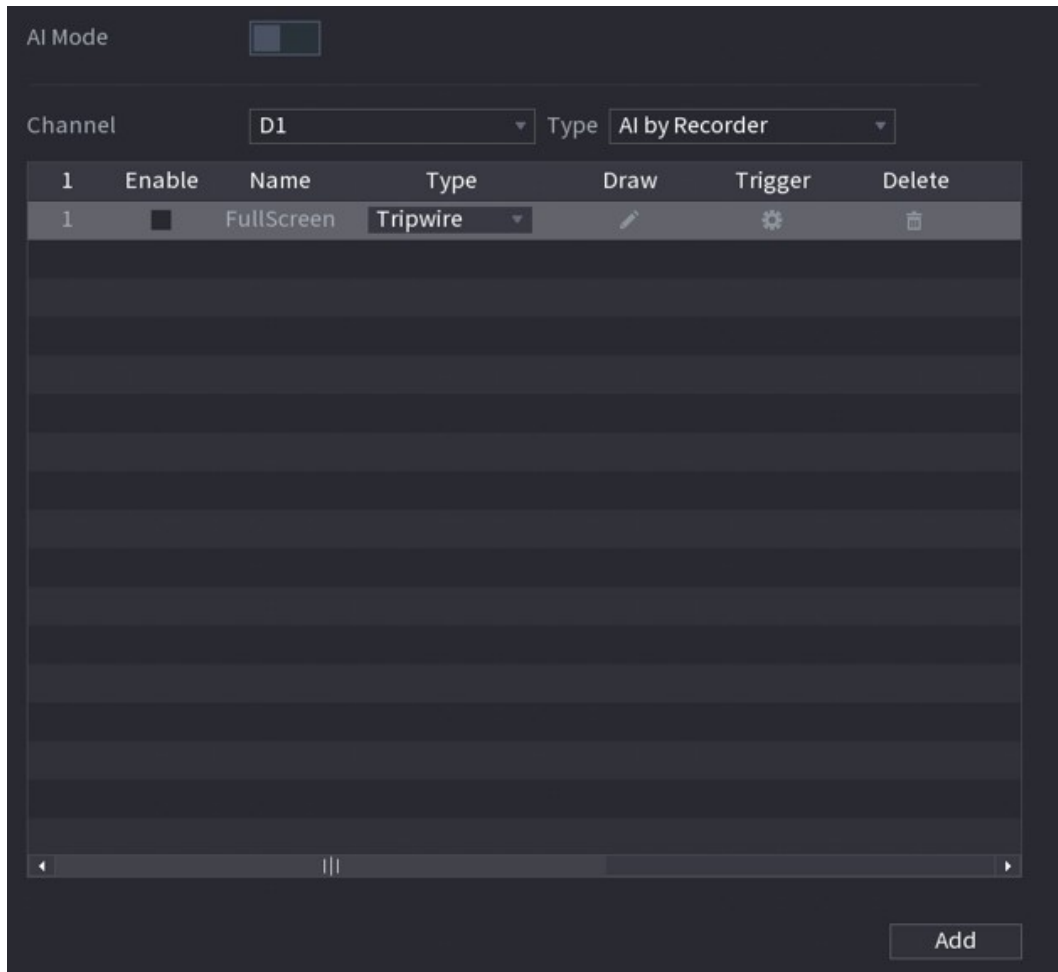 AI Mode
Channel D1 Type AI by Recorder
1 Enable Name Type Draw Trigger Delete
1 FullScreen Tripwire
Add